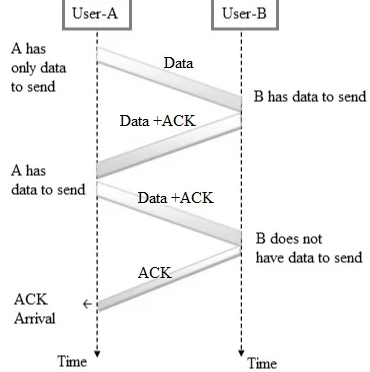 User-A
User-B
A has
only data
to send
Data
B has data to send
Data +ACK
A has
data to send
Data +ACK
B does not
have data to send
ACK
ACK
Arrival
Time
Time